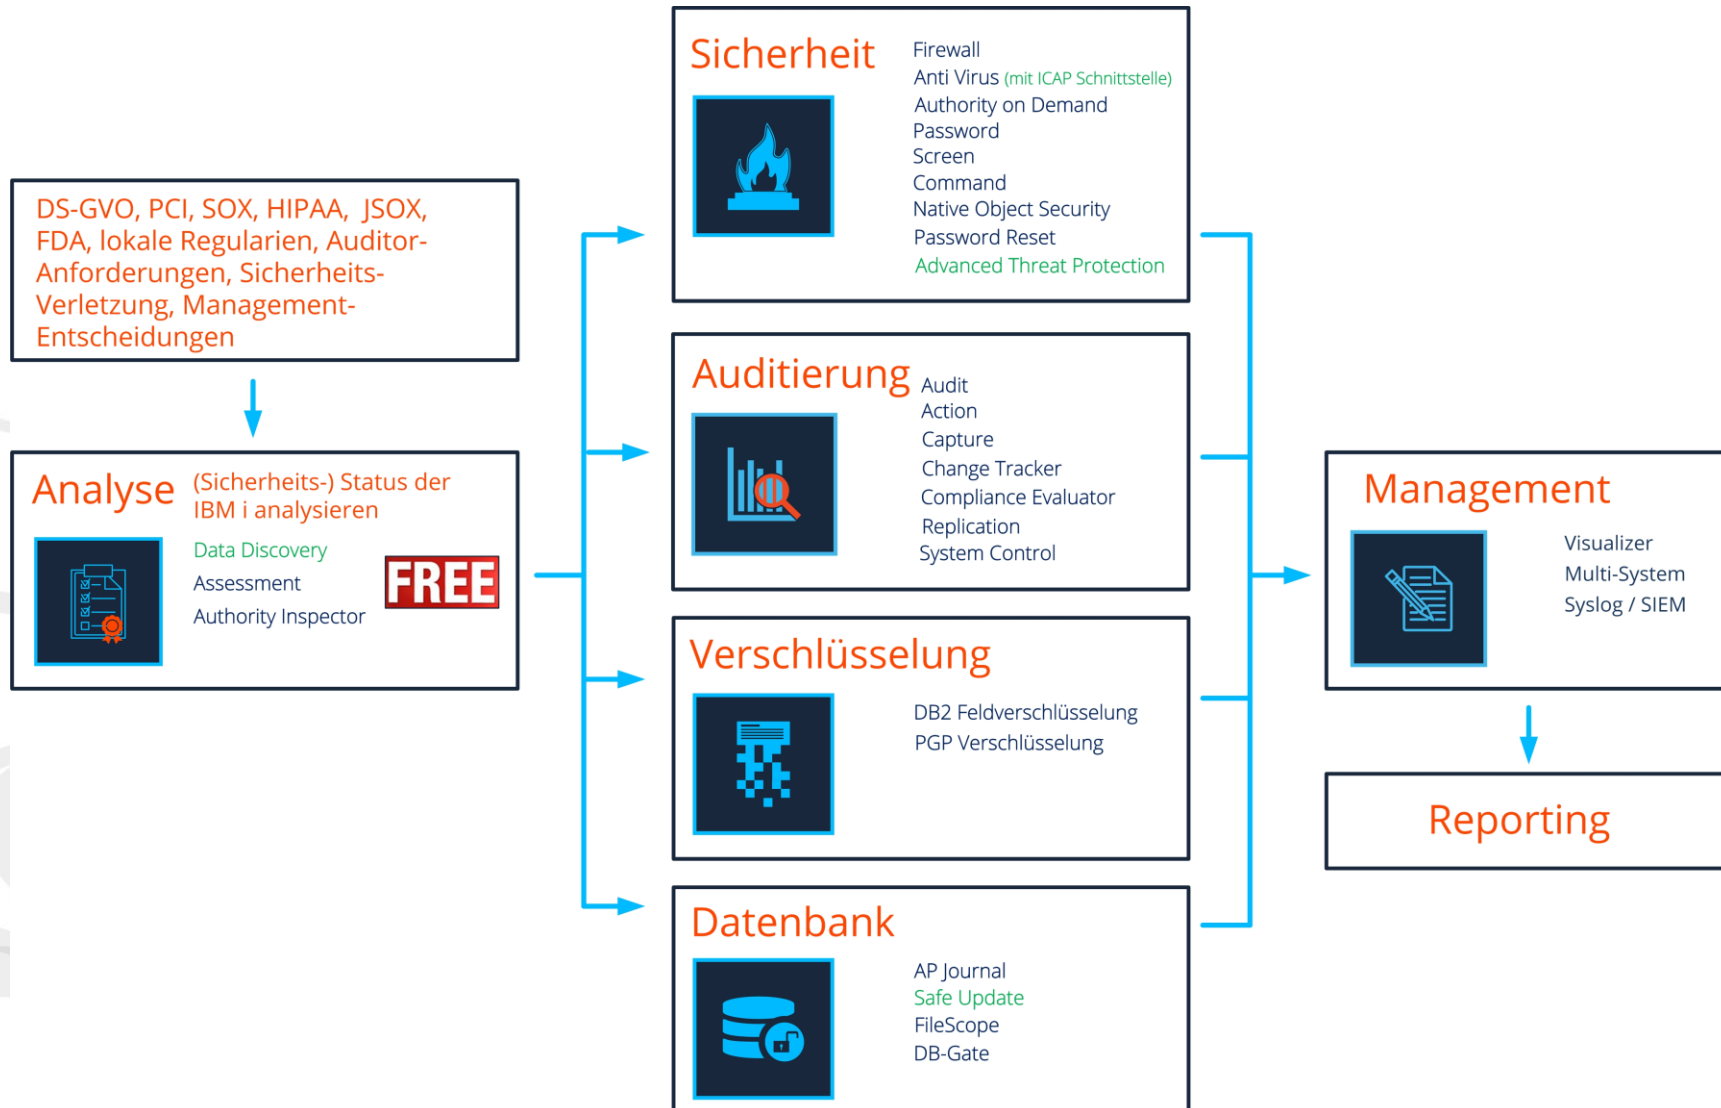 DS-GVO, PCI, SOX, HIPAA, JSOX,
FDA, lokale Regularien, Auditor-
Anforderungen, Sicherheits-
Verletzung, Management-
Entscheidungen
Analyse
(Sicherheits-) Status der
IBM i analysieren
Data Discovery
Assessment
Authority Inspector
FREE
Sicherheit
Firewall
Anti Virus (mit ICAP Schnittstelle)
Authority on Demand
Password
Screen
Command
Native Object Security
Password Reset
Advanced Threat Protection
Auditierung
Audit
Action
Capture
Change Tracker
Compliance Evaluator
Replication
System Control
Verschlüsselung
DB2 Feldverschlüsselung
PGP Verschlüsselung
Datenbank
AP Journal
Safe Update
FileScope
DB-Gate
Management
Visualizer
Multi-System
Syslog / SIEM
Reporting